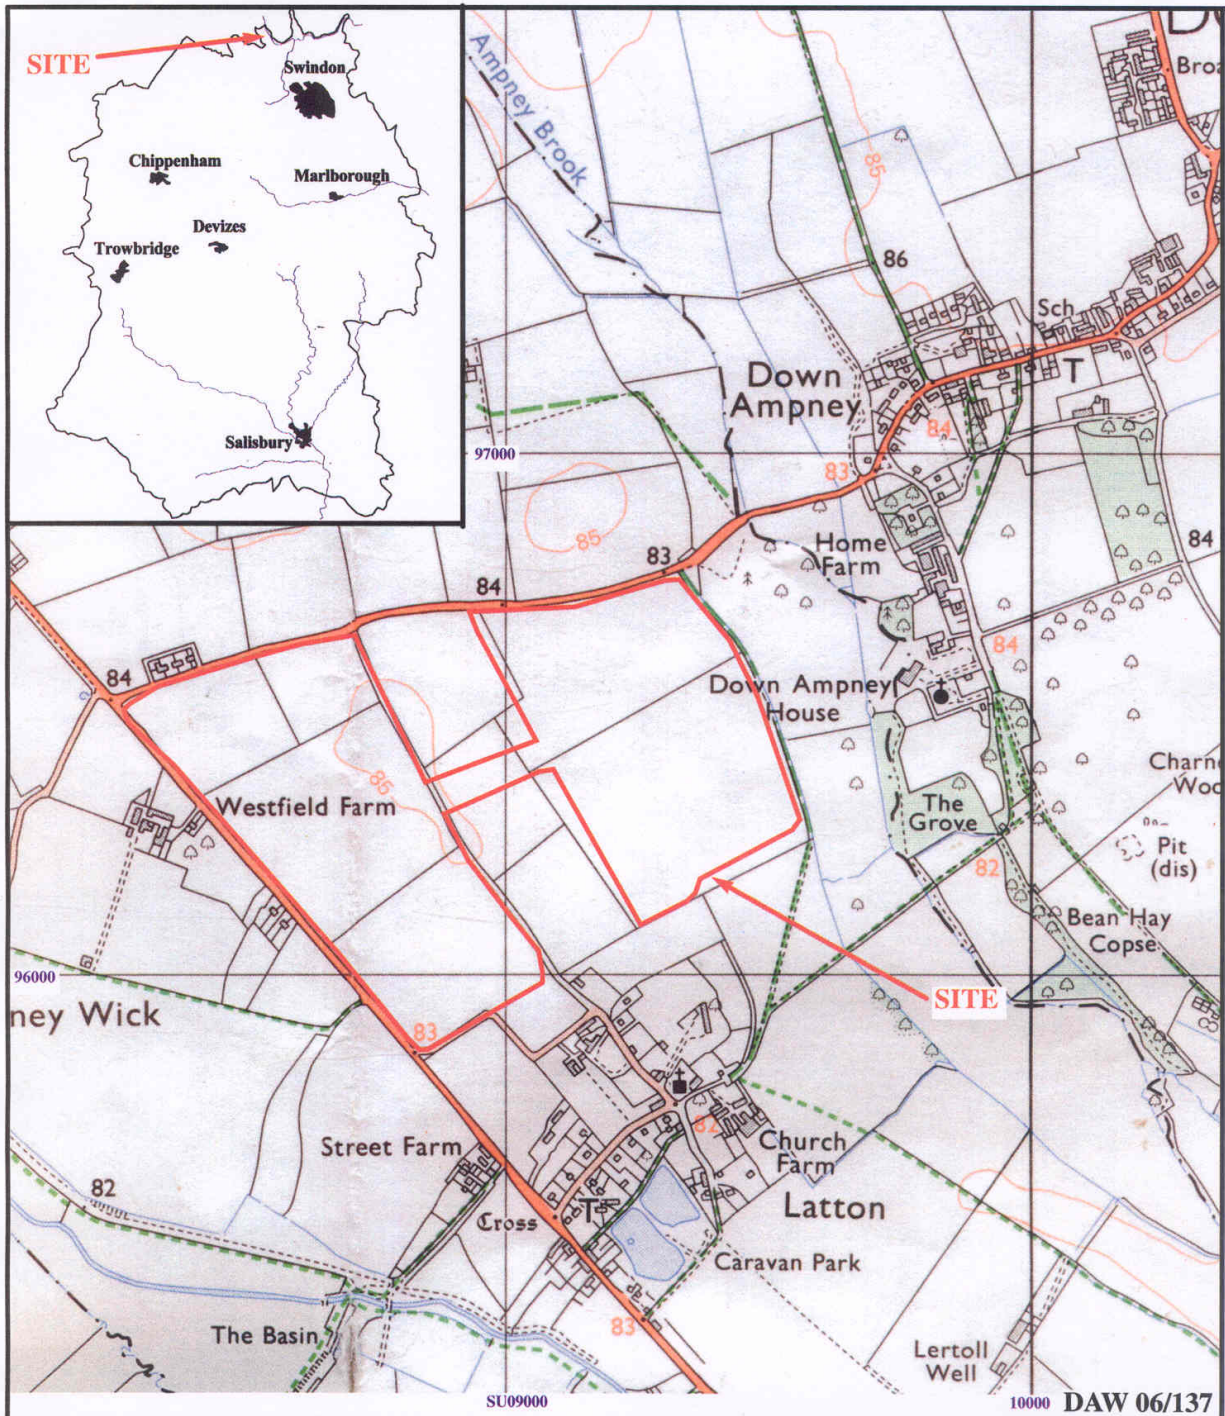 SITE
Swindon
Chippenham
Marlborough
Devizes
Trowbridge
Salisbury
Ampney Brook
85
86
Broa
Sch
Down
Ampney
T
84
97000
83
85
84
83
Home
Farm
84
84
84
Down Ampney
House
Westfield Farm
85
The
Grove
Charn
Woo
Pit
(dis)
82
Bean Hay
Copse
96000
SITE
ney Wick
83
82
Street Farm
Church
Farm
82
Cross
T
Latton
Caravan Park
The Basin
83
Lertoll
Well
SU09000
10000
DAW 06/137